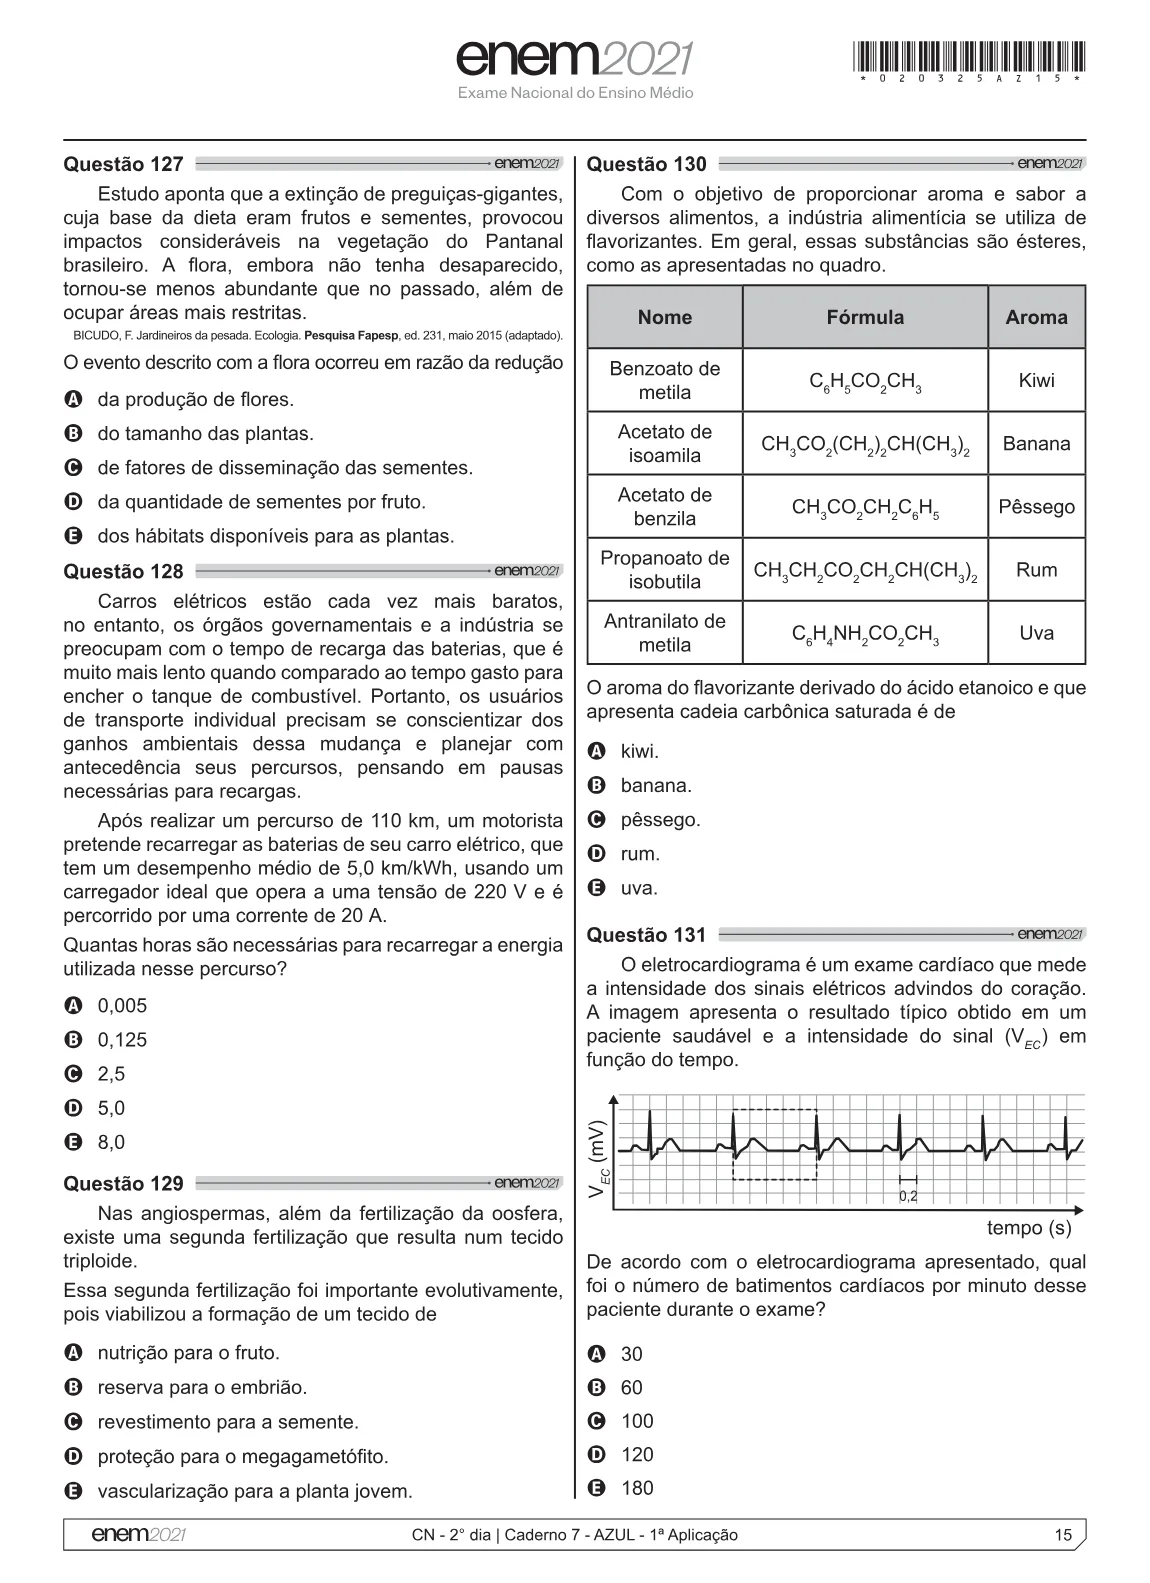 enem2021
Exame Nacional do Ensino Médio
*020325AZ15*
Questão 127 enem2021
Estudo aponta que a extinção de preguiças-gigantes,
cuja base da dieta eram frutos e sementes, provocou
impactos consideráveis na vegetação do Pantanal
brasileiro. A flora, embora não tenha desaparecido,
tornou-se menos abundante que no passado, além de
ocupar áreas mais restritas.
BICUDO, F. Jardineiros da pesada. Ecologia. Pesquisa Fapesp, ed. 231, maio 2015 (adaptado).
O evento descrito com a flora ocorreu em razão da redução
A da produção de flores.
B do tamanho das plantas.
C de fatores de disseminação das sementes.
D da quantidade de sementes por fruto.
E dos hábitats disponíveis para as plantas.
Questão 128 enem2021
Carros elétricos estão cada vez mais baratos,
no entanto, os órgãos governamentais e a indústria se
preocupam com o tempo de recarga das baterias, que é
muito mais lento quando comparado ao tempo gasto para
encher o tanque de combustível. Portanto, os usuários
de transporte individual precisam se conscientizar dos
ganhos ambientais dessa mudança e planejar com
antecedência seus percursos, pensando em pausas
necessárias para recargas.
Após realizar um percurso de 110 km, um motorista
pretende recarregar as baterias de seu carro elétrico, que
tem um desempenho médio de 5,0 km/kWh, usando um
carregador ideal que opera a uma tensão de 220 V e é
percorrido por uma corrente de 20 A.
Quantas horas são necessárias para recarregar a energia
utilizada nesse percurso?
A 0,005
B 0,125
C 2,5
D 5,0
E 8,0
Questão 129 enem2021
Nas angiospermas, além da fertilização da oosfera,
existe uma segunda fertilização que resulta num tecido
triploide.
Essa segunda fertilização foi importante evolutivamente,
pois viabilizou a formação de um tecido de
A nutrição para o fruto.
B reserva para o embrião.
C revestimento para a semente.
D proteção para o megagametófito.
E vascularização para a planta jovem.
Questão 130 enem2021
Com o objetivo de proporcionar aroma e sabor a
diversos alimentos, a indústria alimentícia se utiliza de
flavorizantes. Em geral, essas substâncias são ésteres,
como as apresentadas no quadro.
Nome Fórmula Aroma
Benzoato de
metila C₆H₅CO₂CH₃ Kiwi
Acetato de
isoamila CH₃CO₂(CH₂)₂CH(CH₃)₂ Banana
Acetato de
benzila CH₃CO₂CH₂C₆H₅ Pêssego
Propanoato de
isobutila CH₃CH₂CO₂CH₂CH(CH₃)₂ Rum
Antranilato de
metila C₆H₄NH₂CO₂CH₃ Uva
O aroma do flavorizante derivado do ácido etanoico e que
apresenta cadeia carbônica saturada é de
A kiwi.
B banana.
C pêssego.
D rum.
E uva.
Questão 131 enem2021
O eletrocardiograma é um exame cardíaco que mede
a intensidade dos sinais elétricos advindos do coração.
A imagem apresenta o resultado típico obtido em um
paciente saudável e a intensidade do sinal (V_EC) em
função do tempo.
V_EC (mV)
0,2
tempo (s)
De acordo com o eletrocardiograma apresentado, qual
foi o número de batimentos cardíacos por minuto desse
paciente durante o exame?
A 30
B 60
C 100
D 120
E 180
enem2021 CN - 2° dia | Caderno 7 - AZUL - 1ª Aplicação 15